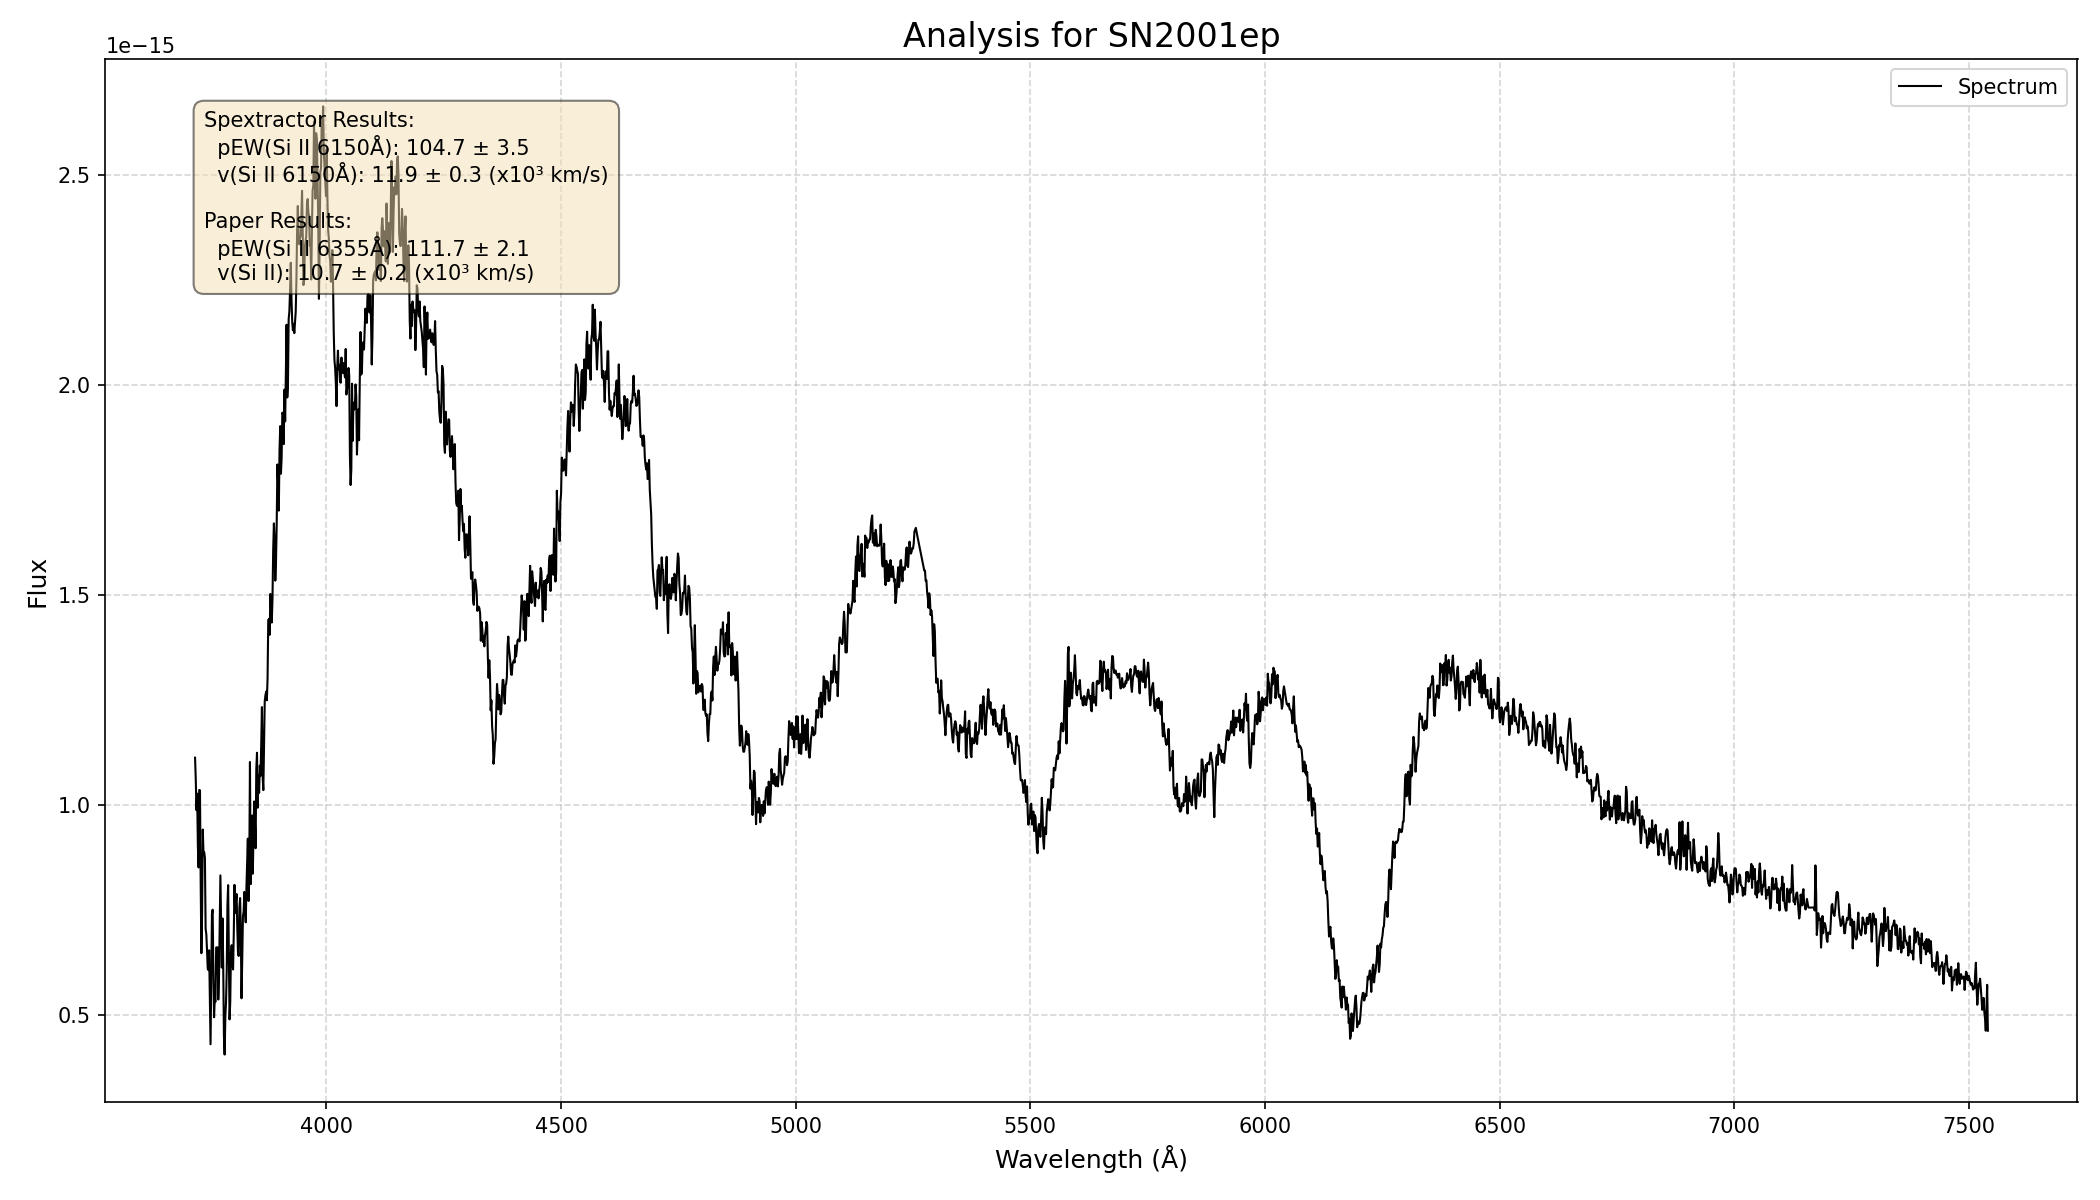 Analysis for SN2001ep
1e−15
Spectrum
Spextractor Results:
pEW(Si II 6150Å): 104.7 ± 3.5
v(Si II 6150Å): 11.9 ± 0.3 (x10³ km/s)
Paper Results:
pEW(Si II 6355Å): 111.7 ± 2.1
v(Si II): 10.7 ± 0.2 (x10³ km/s)
2.5
2.0
1.5
1.0
0.5
Flux
4000 4500 5000 5500 6000 6500 7000 7500
Wavelength (Å)